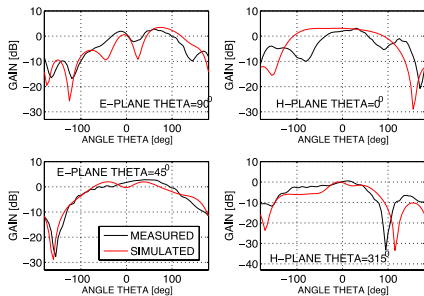 10
0
−10
−20
−30
GAIN [dB]
E−PLANE THETA=90⁰
−100 0 100
ANGLE THETA [deg]
10
0
−10
−20
−30
GAIN [dB]
H−PLANE THETA=0⁰
−100 0 100
ANGLE THETA [deg]
10
0
−10
−20
−30
GAIN [dB]
E−PLANE THETA=45⁰
MEASURED
SIMULATED
−100 0 100
ANGLE THETA [deg]
10
0
−10
−20
−30
−40
GAIN [dB]
H−PLANE THETA=315⁰
−100 0 100
ANGLE THETA [deg]